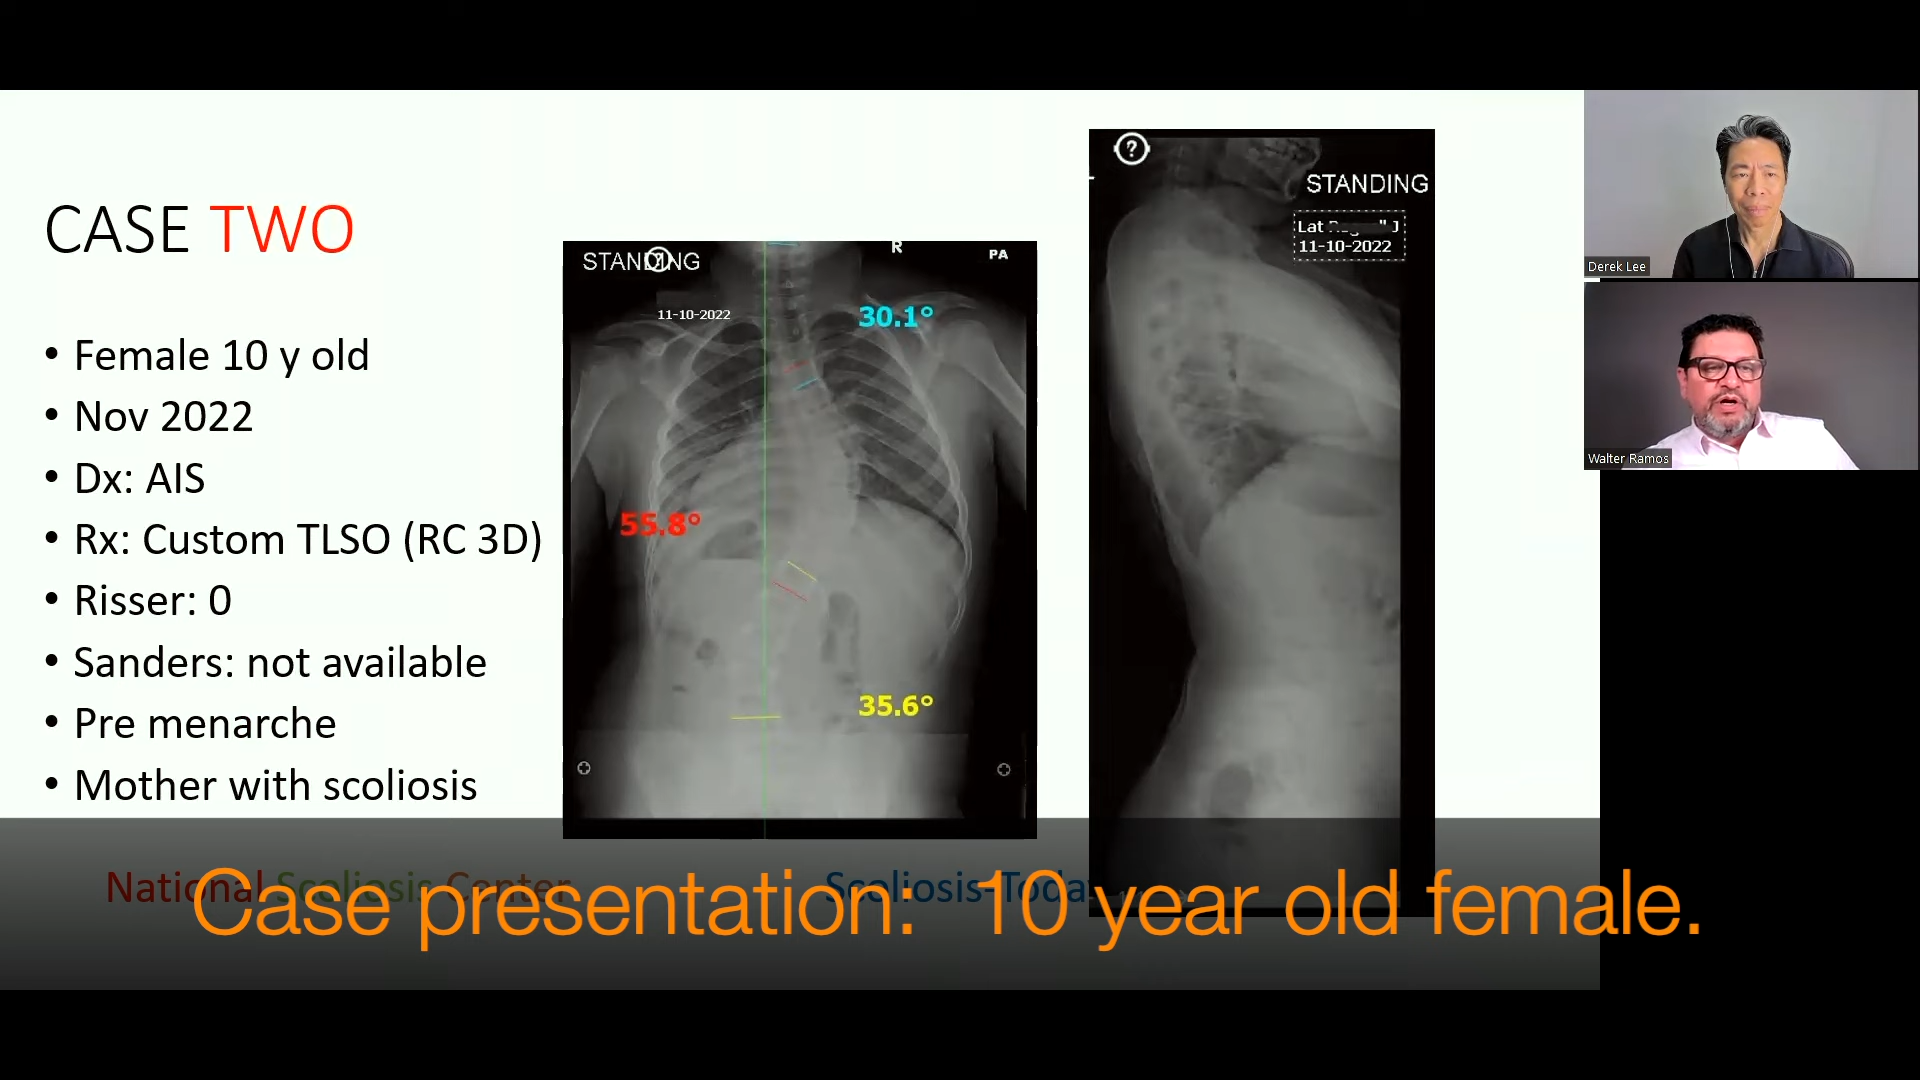 CASE TWO
• Female 10 y old
• Nov 2022
• Dx: AIS
• Rx: Custom TLSO (RC 3D)
• Risser: 0
• Sanders: not available
• Pre menarche
• Mother with scoliosis
STANDING
R
PA
11-10-2022
30.1°
55.8°
35.6°
?
STANDING
Lat
J
11-10-2022
Derek Lee
Walter Ramos
National Scoliosis Center
Scoliosis-Today
Case presentation: 10 year old female.